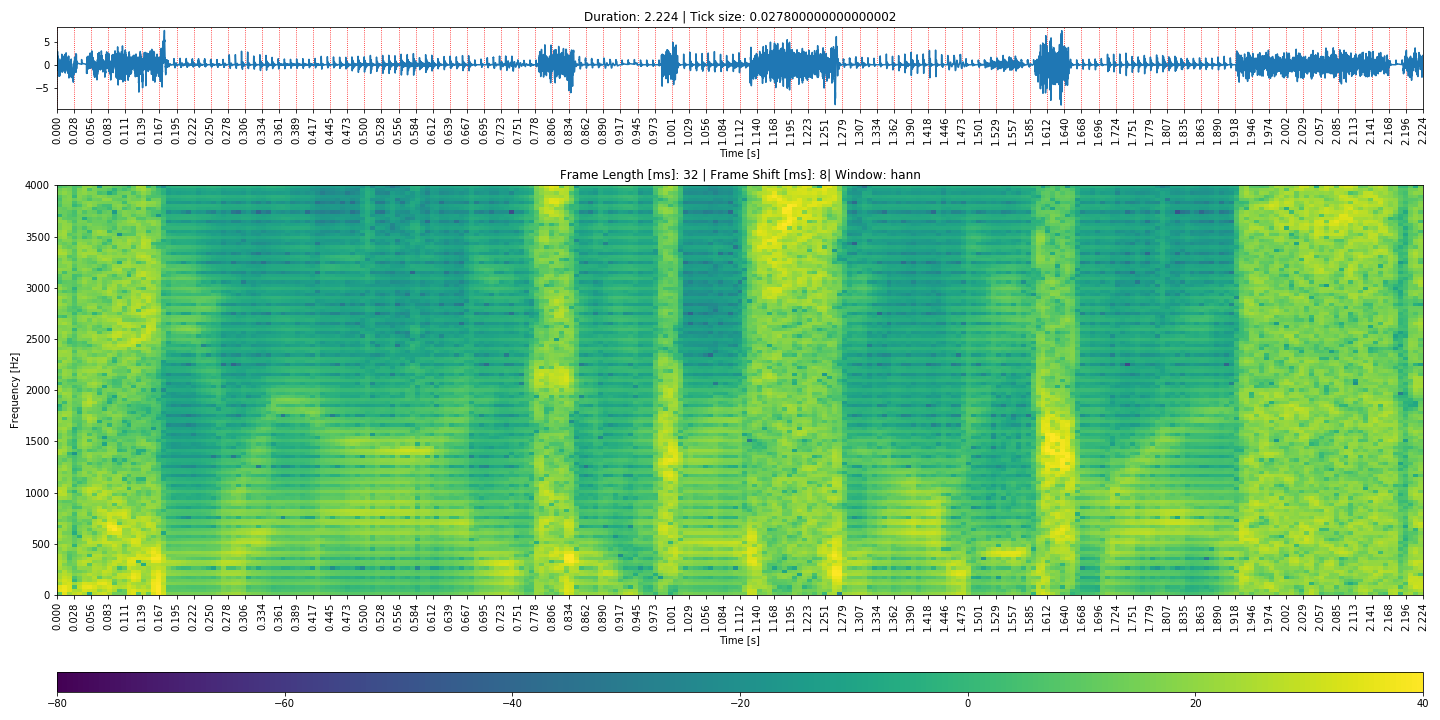 Duration: 2.224 | Tick size: 0.027800000000000002
5
0
−5
0.000 0.028 0.056 0.083 0.111 0.139 0.167 0.195 0.222 0.250 0.278 0.306 0.334 0.361 0.389 0.417 0.445 0.473 0.500 0.528 0.556 0.584 0.612 0.639 0.667 0.695 0.723 0.751 0.778 0.806 0.834 0.862 0.890 0.917 0.945 0.973 1.001 1.029 1.056 1.084 1.112 1.140 1.168 1.195 1.223 1.251 1.279 1.307 1.334 1.362 1.390 1.418 1.446 1.473 1.501 1.529 1.557 1.585 1.612 1.640 1.668 1.696 1.724 1.751 1.779 1.807 1.835 1.863 1.890 1.918 1.946 1.974 2.002 2.029 2.057 2.085 2.113 2.141 2.168 2.196 2.224
Time [s]
Frame Length [ms]: 32 | Frame Shift [ms]: 8| Window: hann
4000
3500
3000
2500
2000
1500
1000
500
0
Frequency [Hz]
0.000 0.028 0.056 0.083 0.111 0.139 0.167 0.195 0.222 0.250 0.278 0.306 0.334 0.361 0.389 0.417 0.445 0.473 0.500 0.528 0.556 0.584 0.612 0.639 0.667 0.695 0.723 0.751 0.778 0.806 0.834 0.862 0.890 0.917 0.945 0.973 1.001 1.029 1.056 1.084 1.112 1.140 1.168 1.195 1.223 1.251 1.279 1.307 1.334 1.362 1.390 1.418 1.446 1.473 1.501 1.529 1.557 1.585 1.612 1.640 1.668 1.696 1.724 1.751 1.779 1.807 1.835 1.863 1.890 1.918 1.946 1.974 2.002 2.029 2.057 2.085 2.113 2.141 2.168 2.196 2.224
Time [s]
−80 −60 −40 −20 0 20 40